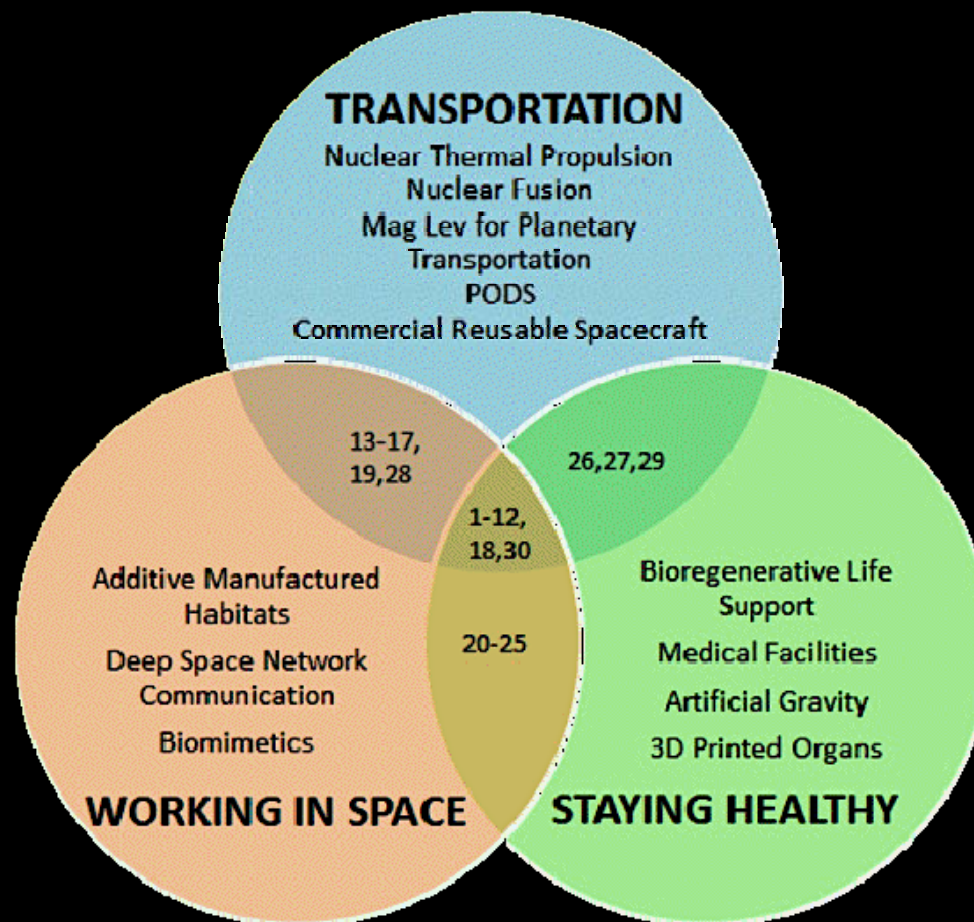 TRANSPORTATION
Nuclear Thermal Propulsion
Nuclear Fusion
Mag Lev for Planetary
Transportation
PODS
Commercial Reusable Spacecraft
13-17,
19,28
26,27,29
1-12,
18,30
20-25
Additive Manufactured
Habitats
Deep Space Network
Communication
Biomimetics
WORKING IN SPACE
Bioregenerative Life
Support
Medical Facilities
Artificial Gravity
3D Printed Organs
STAYING HEALTHY